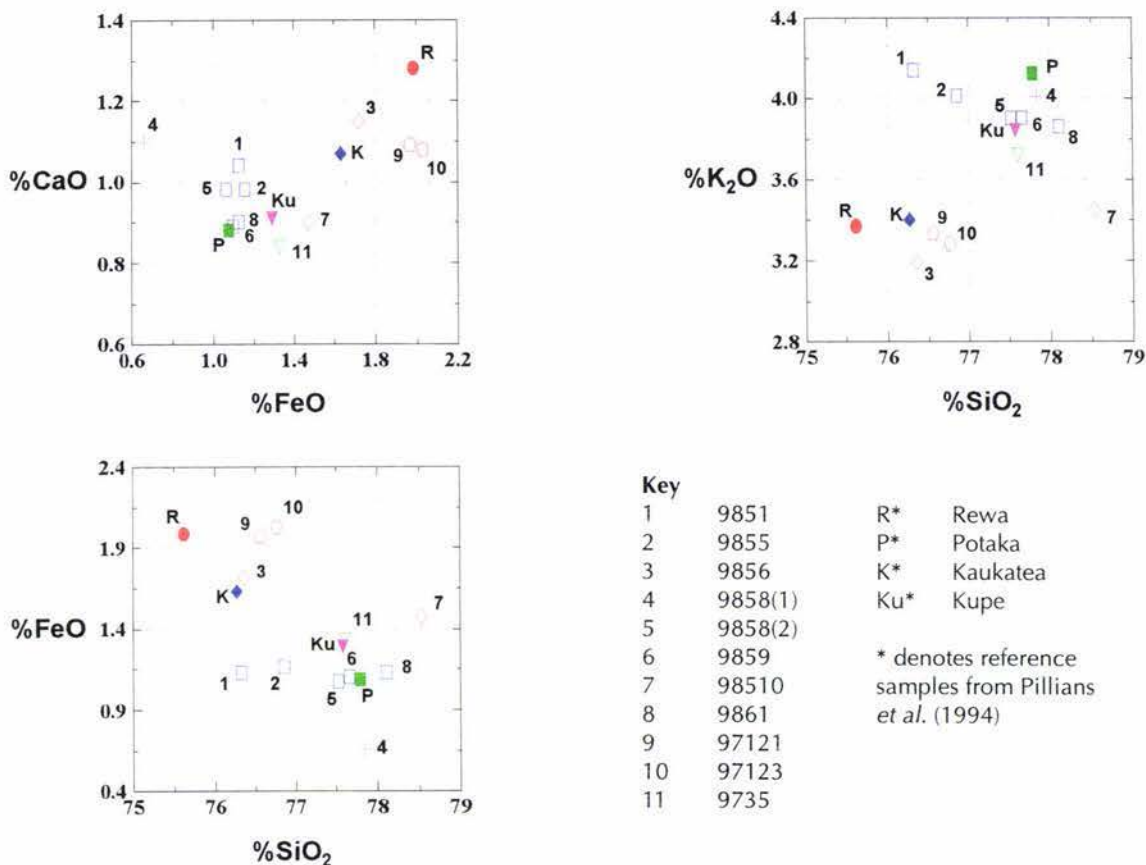 1.4
1.2
1.0
0.8
0.6
%CaO
R
3
4
1
K
9
10
5
2
Ku
7
8
P
6
11
0.6
1.0
1.4
1.8
2.2
%FeO
4.4
4.0
3.6
3.2
2.8
%K₂O
1
P
2
4
5
Ku
6
8
11
7
R
K
9
10
3
75
76
77
78
79
%SiO₂
2.4
1.9
1.4
0.9
0.4
%FeO
R
9
10
3
K
11
7
Ku
6
1
2
8
5
P
4
75
76
77
78
79
%SiO₂
Key
1 9851 R* Rewa
2 9855 P* Potaka
3 9856 K* Kaukatea
4 9858(1) Ku* Kupe
5 9858(2)
6 9859 * denotes reference
7 98510 samples from Pillians
8 9861 et al. (1994)
9 97121
10 97123
11 9735